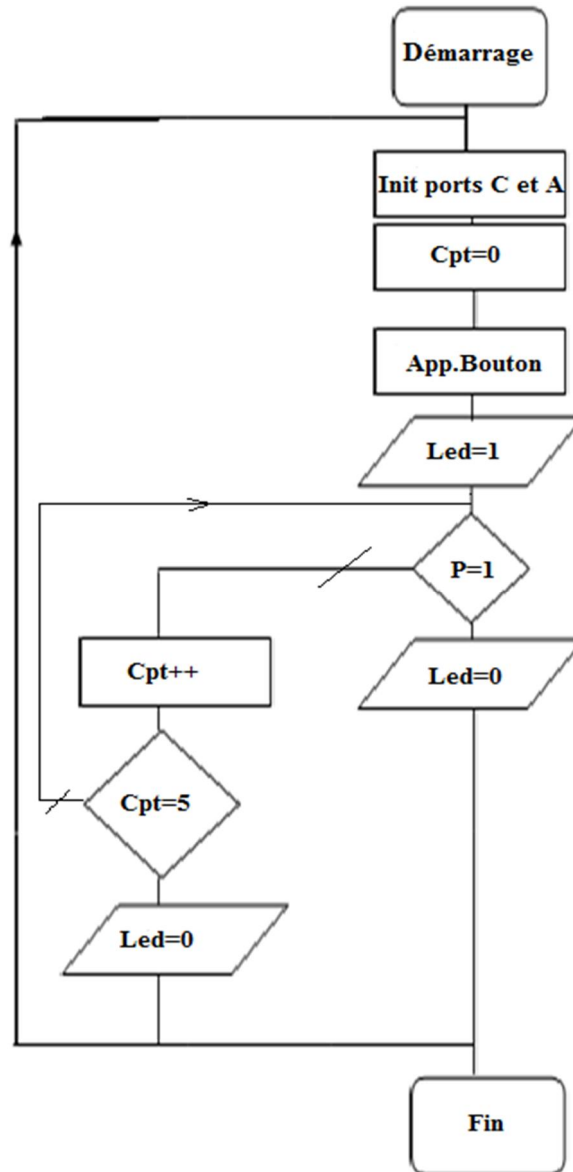 Démarrage
Init ports C et A
Cpt=0
App.Bouton
Led=1
P=1
Led=0
Cpt++
Cpt=5
Led=0
Fin